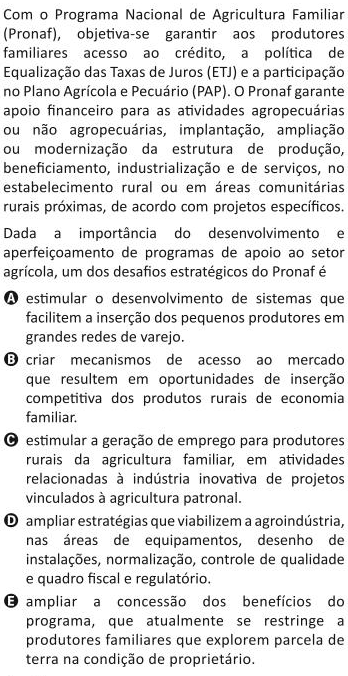 Com o Programa Nacional de Agricultura Familiar
(Pronaf), objetiva-se garantir aos produtores
familiares acesso ao crédito, a política de
Equalização das Taxas de Juros (ETJ) e a participação
no Plano Agrícola e Pecuário (PAP). O Pronaf garante
apoio financeiro para as atividades agropecuárias
ou não agropecuárias, implantação, ampliação
ou modernização da estrutura de produção,
beneficiamento, industrialização e de serviços, no
estabelecimento rural ou em áreas comunitárias
rurais próximas, de acordo com projetos específicos.
Dada a importância do desenvolvimento e
aperfeiçoamento de programas de apoio ao setor
agrícola, um dos desafios estratégicos do Pronaf é
A estimular o desenvolvimento de sistemas que
facilitem a inserção dos pequenos produtores em
grandes redes de varejo.
B criar mecanismos de acesso ao mercado
que resultem em oportunidades de inserção
competitiva dos produtos rurais de economia
familiar.
C estimular a geração de emprego para produtores
rurais da agricultura familiar, em atividades
relacionadas à indústria inovativa de projetos
vinculados à agricultura patronal.
D ampliar estratégias que viabilizem a agroindústria,
nas áreas de equipamentos, desenho de
instalações, normalização, controle de qualidade
e quadro fiscal e regulatório.
E ampliar a concessão dos benefícios do
programa, que atualmente se restringe a
produtores familiares que explorem parcela de
terra na condição de proprietário.